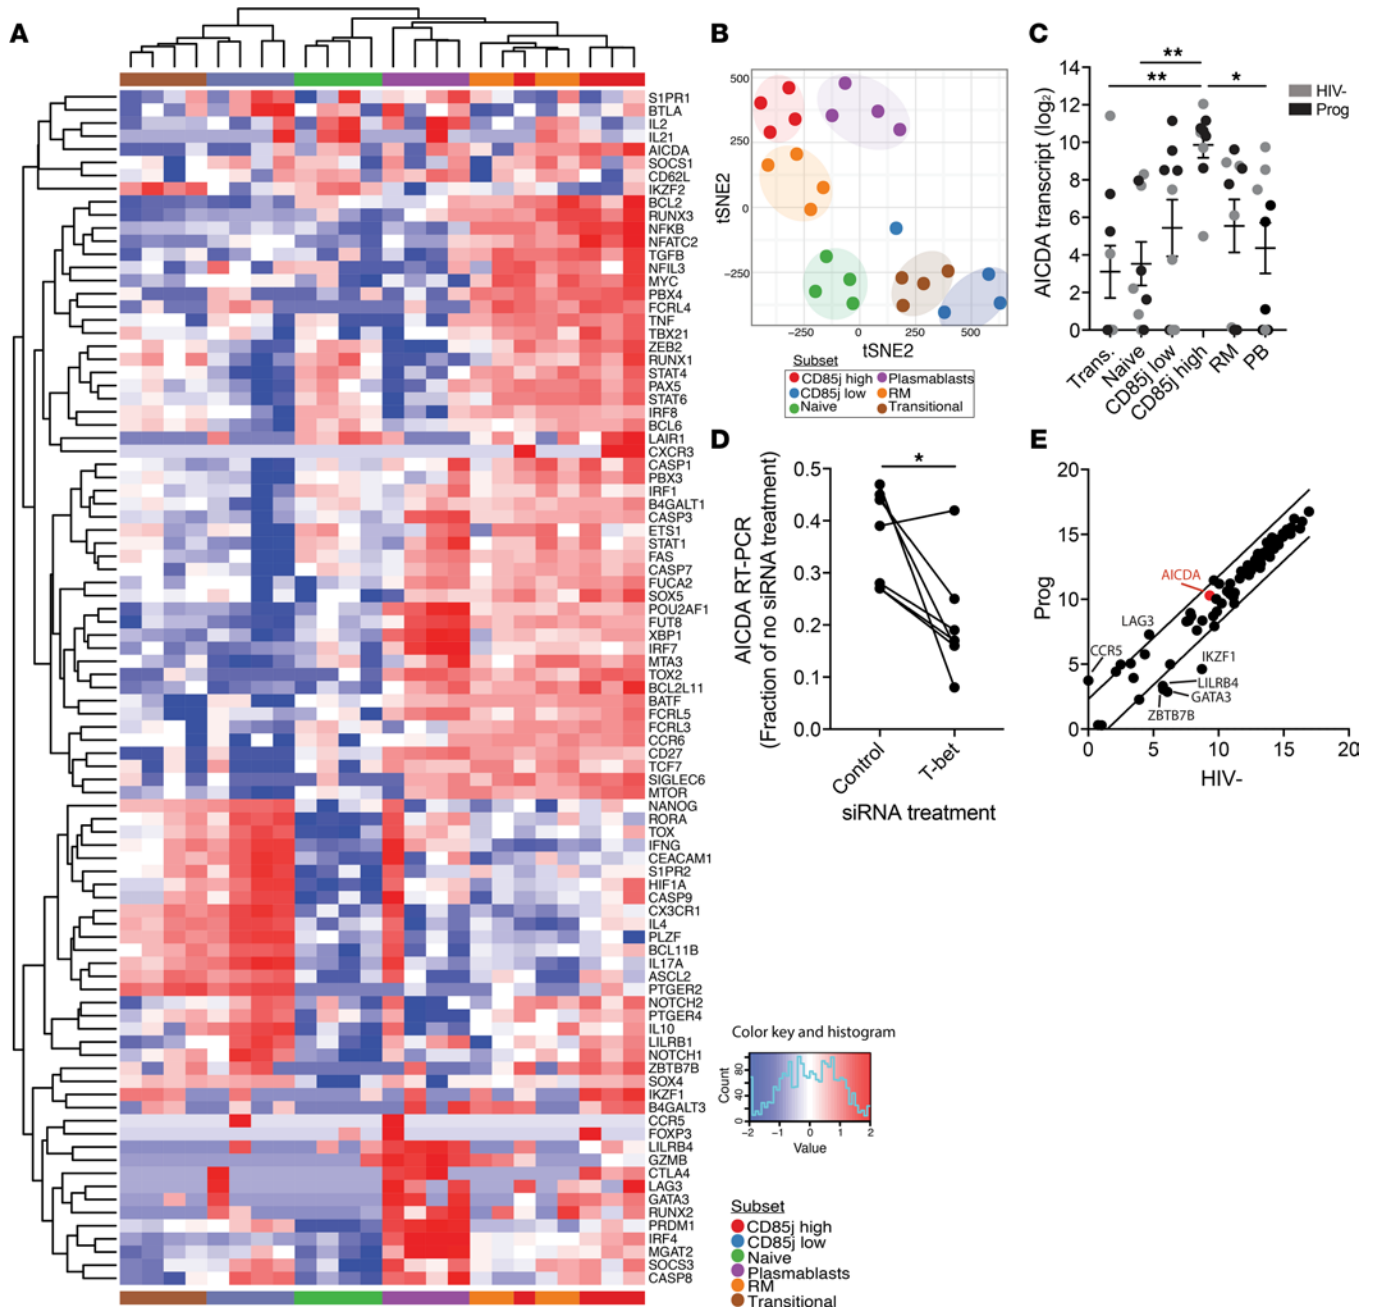 A
S1PR1
BTLA
IL2
IL21
AICDA
SOCS1
CD62L
IKZF2
BCL2
RUNX3
NFKB
NFATC2
TGFB
NFIL3
MYC
PBX4
FCRL4
TNF
TBX21
ZEB2
RUNX1
STAT4
PAX5
STAT6
IRF8
BCL6
LAIR1
CXCR3
CASP1
PBX3
IRF1
B4GALT1
CASP3
ETS1
STAT1
FAS
CASP7
FUCA2
SOX5
POU2AF1
FUT8
XBP1
IRF7
MTA3
TOX2
BCL2L11
BATF
FCRL5
FCRL3
CCR6
CD27
TCF7
SIGLEC6
MTOR
NANOG
RORA
TOX
IFNG
CEACAM1
S1PR2
HIF1A
CASP9
CX3CR1
IL4
PLZF
BCL11B
IL17A
ASCL2
PTGER2
NOTCH2
PTGER4
IL10
LILRB1
NOTCH1
ZBTB7B
SOX4
IKZF1
B4GALT3
CCR5
FOXP3
LILRB4
GZMB
CTLA4
LAG3
GATA3
RUNX2
PRDM1
IRF4
MGAT2
SOCS3
CASP8
B
tSNE2
500
250
0
−250
−250 0 250 500
tSNE2
Subset
CD85j high Plasmablasts
CD85j low RM
Naive Transitional
C
AICDA transcript (log₂)
14
12
10
8
6
4
2
0
**
** *
HIV-
Prog
Trans. Naive CD85j low CD85j high RM PB
D
AICDA RT-PCR
(Fraction of no siRNA treatment)
0.5
0.4
0.3
0.2
0.1
0.0
*
Control T-bet
siRNA treatment
E
Prog
20
15
10
5
0
AICDA
LAG3
CCR5
IKZF1
LILRB4
GATA3
ZBTB7B
0 5 10 15 20
HIV-
Color key and histogram
Count
80
40
0
−2 −1 0 1 2
Value
Subset
CD85j high
CD85j low
Naive
Plasmablasts
RM
Transitional